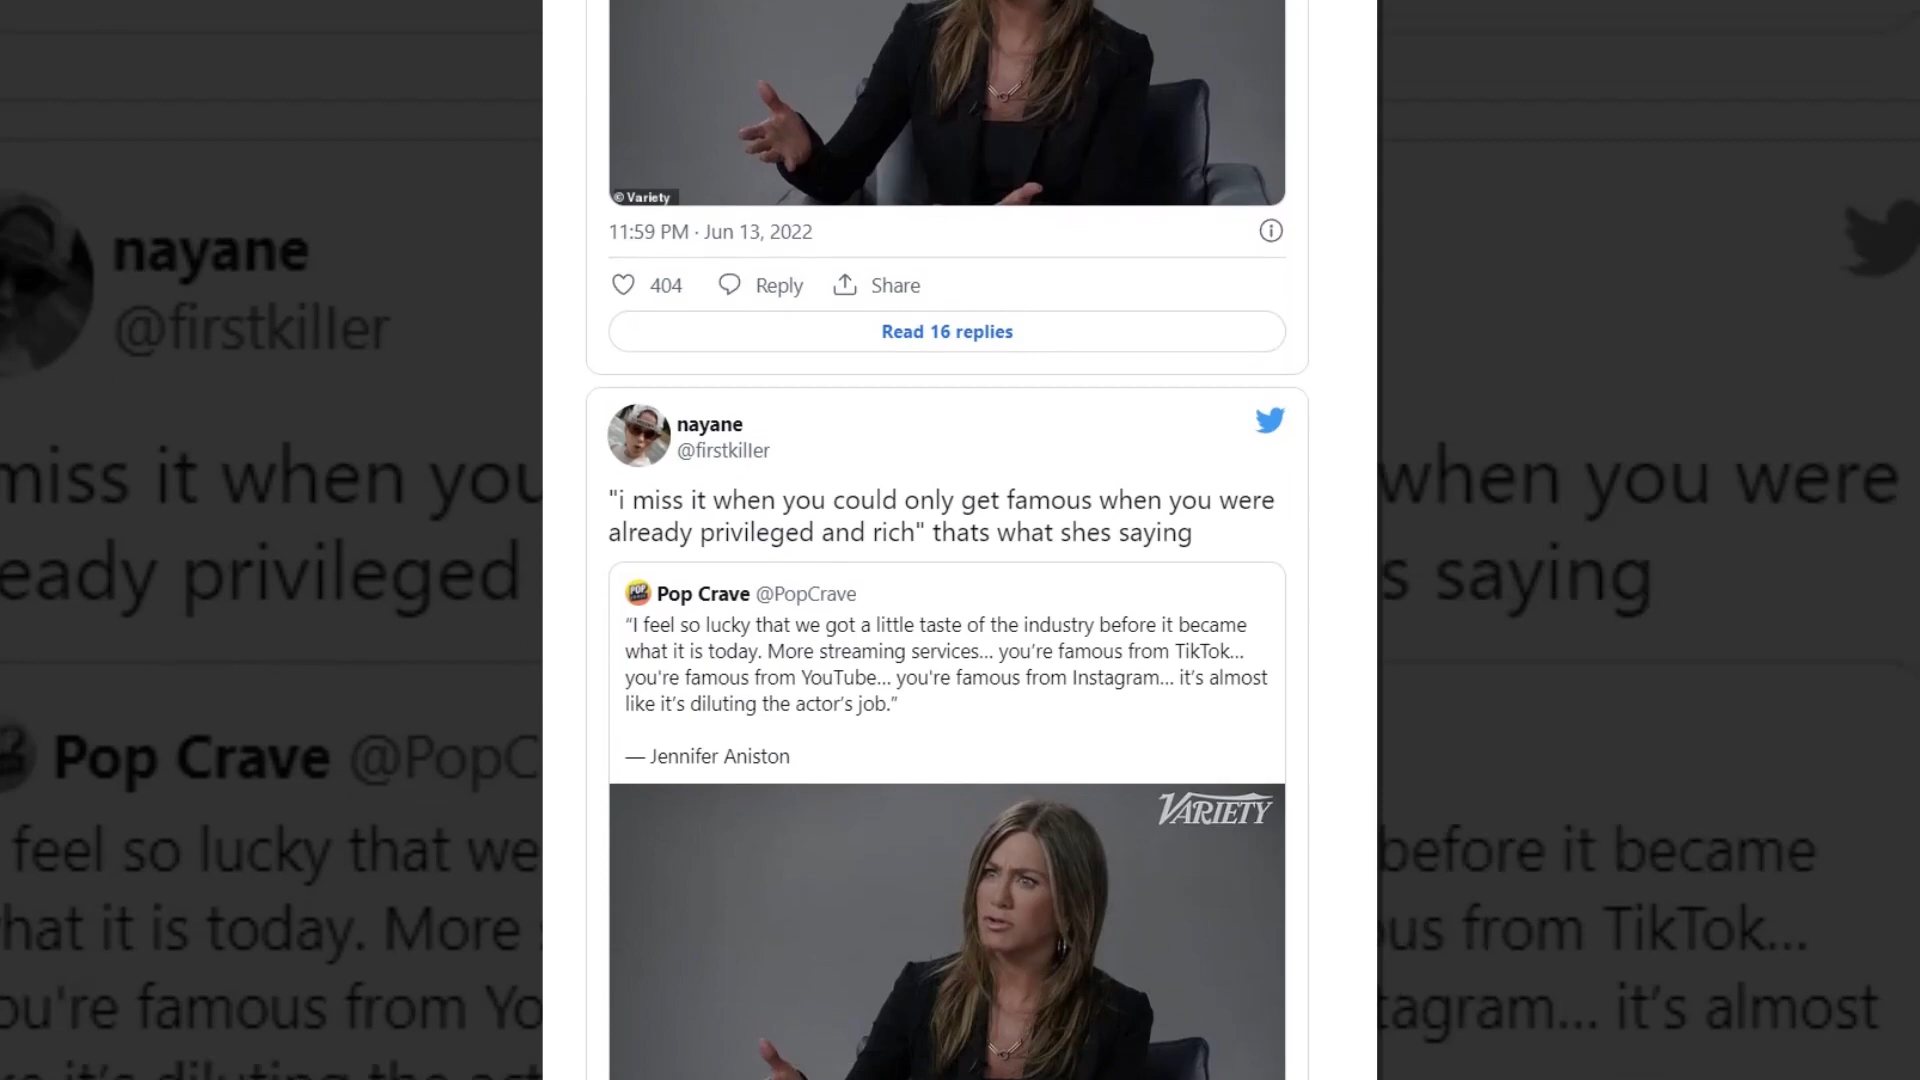 © Variety
11:59 PM · Jun 13, 2022
404 Reply Share
Read 16 replies
nayane
@firstkiller
"i miss it when you could only get famous when you were
already privileged and rich" thats what shes saying
POP Pop Crave @PopCrave
“I feel so lucky that we got a little taste of the industry before it became
what it is today. More streaming services... you’re famous from TikTok...
you're famous from YouTube... you're famous from Instagram... it’s almost
like it’s diluting the actor’s job.”
— Jennifer Aniston
VARIETY
nayane
@firstkiller
miss it when you
when you were
eady privileged
s saying
Pop Crave @PopC
feel so lucky that we
before it became
hat it is today. More
us from TikTok...
ou're famous from Yo
tagram... it’s almost